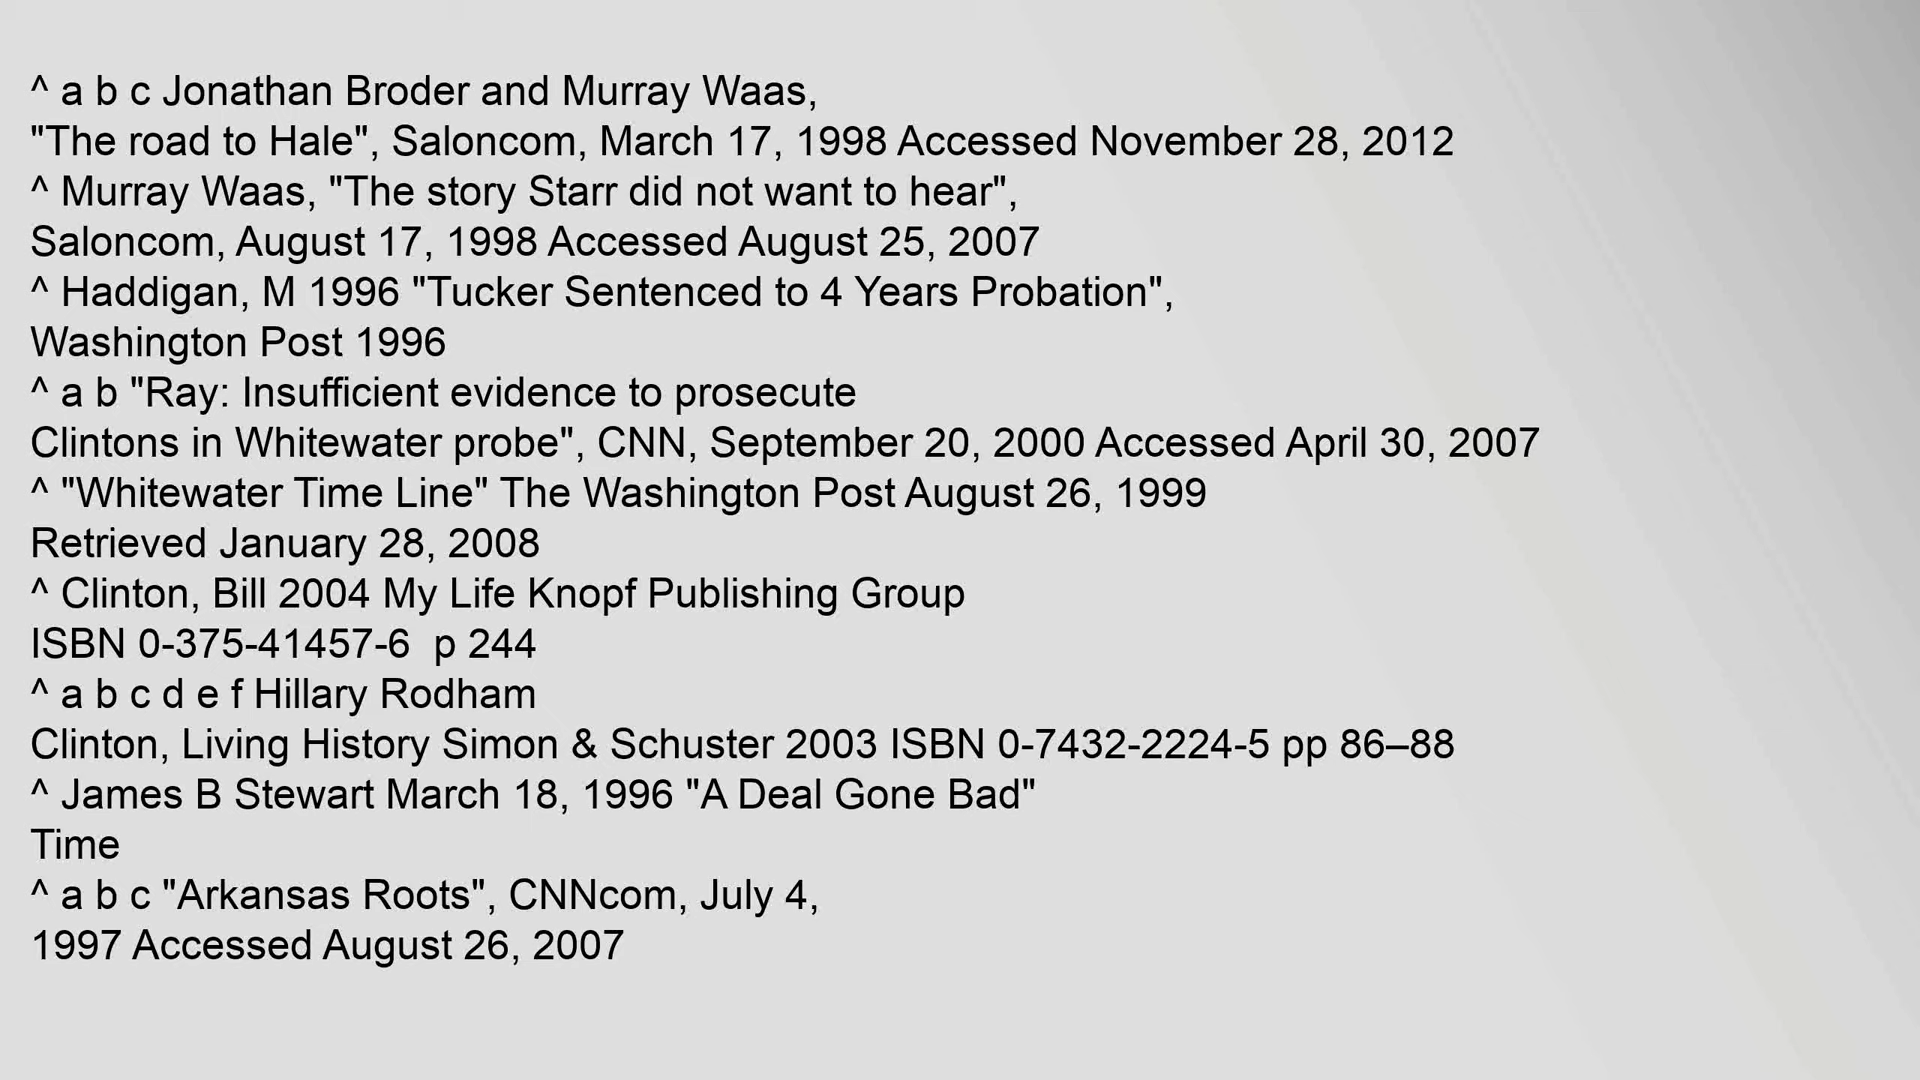 ^ a b c Jonathan Broder and Murray Waas,
"The road to Hale", Saloncom, March 17, 1998 Accessed November 28, 2012
^ Murray Waas, "The story Starr did not want to hear",
Saloncom, August 17, 1998 Accessed August 25, 2007
^ Haddigan, M 1996 "Tucker Sentenced to 4 Years Probation",
Washington Post 1996
^ a b "Ray: Insufficient evidence to prosecute
Clintons in Whitewater probe", CNN, September 20, 2000 Accessed April 30, 2007
^ "Whitewater Time Line" The Washington Post August 26, 1999
Retrieved January 28, 2008
^ Clinton, Bill 2004 My Life Knopf Publishing Group
ISBN 0-375-41457-6  p 244
^ a b c d e f Hillary Rodham
Clinton, Living History Simon & Schuster 2003 ISBN 0-7432-2224-5 pp 86–88
^ James B Stewart March 18, 1996 "A Deal Gone Bad"
Time
^ a b c "Arkansas Roots", CNNcom, July 4,
1997 Accessed August 26, 2007